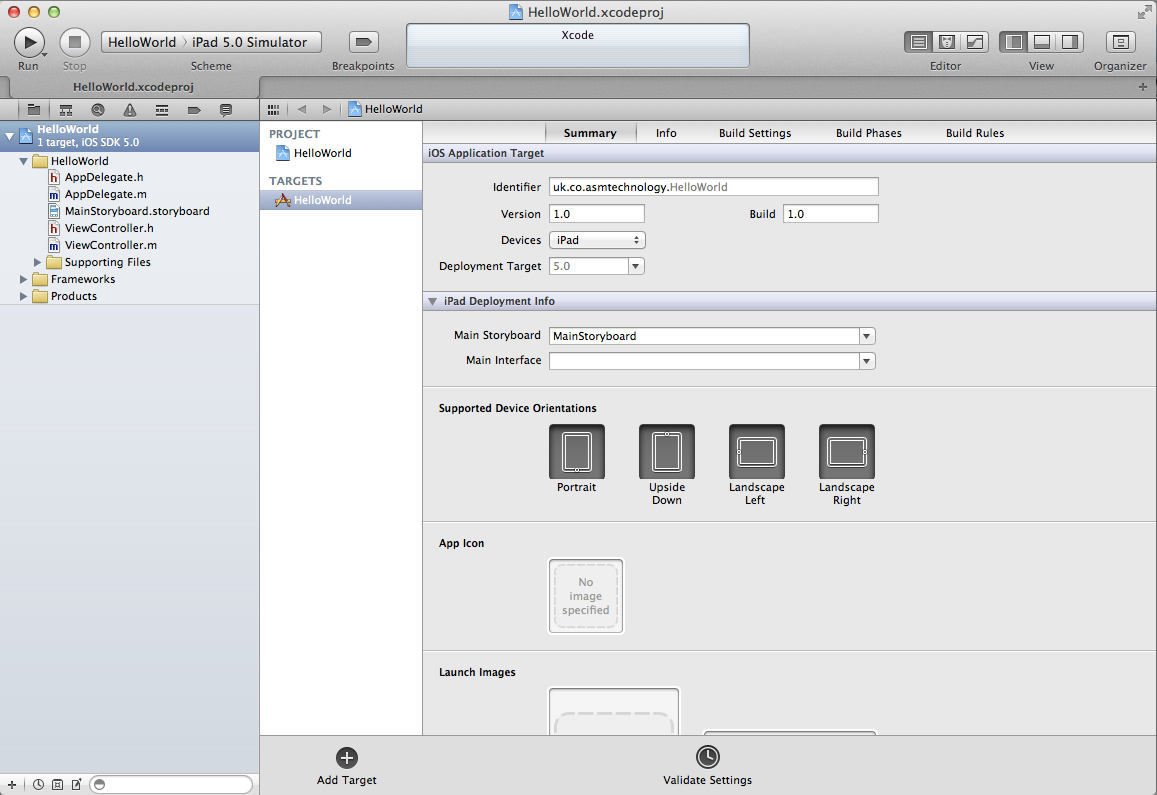 HelloWorld.xcodeproj
HelloWorld › iPad 5.0 Simulator
Xcode
Run
Stop
Scheme
Breakpoints
Editor
View
Organizer
HelloWorld.xcodeproj
HelloWorld
HelloWorld
1 target, iOS SDK 5.0
HelloWorld
AppDelegate.h
AppDelegate.m
MainStoryboard.storyboard
ViewController.h
ViewController.m
Supporting Files
Frameworks
Products
PROJECT
HelloWorld
TARGETS
HelloWorld
Summary Info Build Settings Build Phases Build Rules
iOS Application Target
Identifier uk.co.asmtechnology.HelloWorld
Version 1.0 Build 1.0
Devices iPad
Deployment Target 5.0
iPad Deployment Info
Main Storyboard MainStoryboard
Main Interface
Supported Device Orientations
Portrait
Upside
Down
Landscape
Left
Landscape
Right
App Icon
No
image
specified
Launch Images
Add Target
Validate Settings